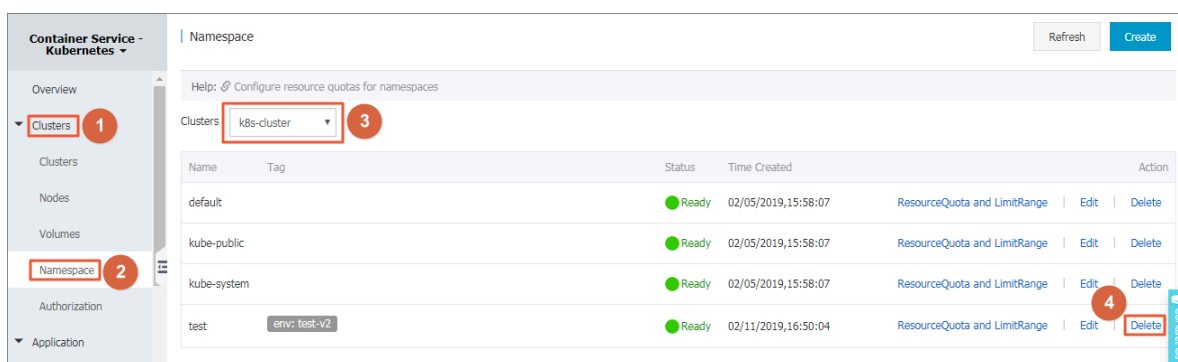 Container Service -
Kubernetes
Overview
Clusters 1
Clusters
Nodes
Volumes
Namespace 2
Authorization
Application
Namespace
Refresh Create
Help: Configure resource quotas for namespaces
Clusters k8s-cluster 3
Name Tag Status Time Created Action
default Ready 02/05/2019,15:58:07 ResourceQuota and LimitRange | Edit | Delete
kube-public Ready 02/05/2019,15:58:07 ResourceQuota and LimitRange | Edit | Delete
kube-system Ready 02/05/2019,15:58:07 ResourceQuota and LimitRange | Edit | Delete
4
test env: test-v2 Ready 02/11/2019,16:50:04 ResourceQuota and LimitRange | Edit | Delete